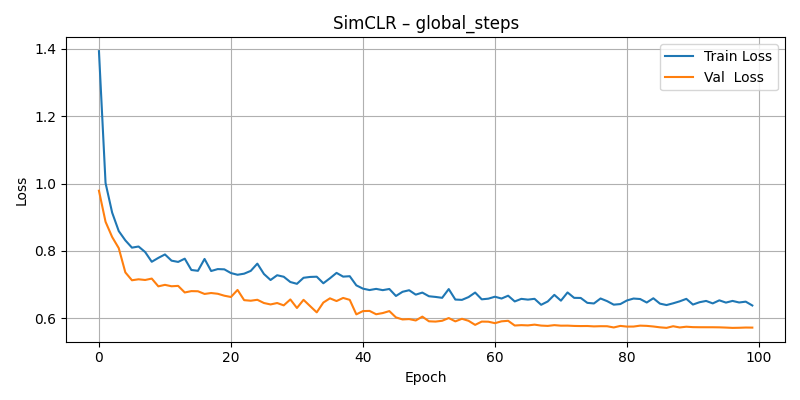 SimCLR – global_steps
1.4
1.2
1.0
0.8
0.6
Loss
Train Loss
Val  Loss
0 20 40 60 80 100
Epoch